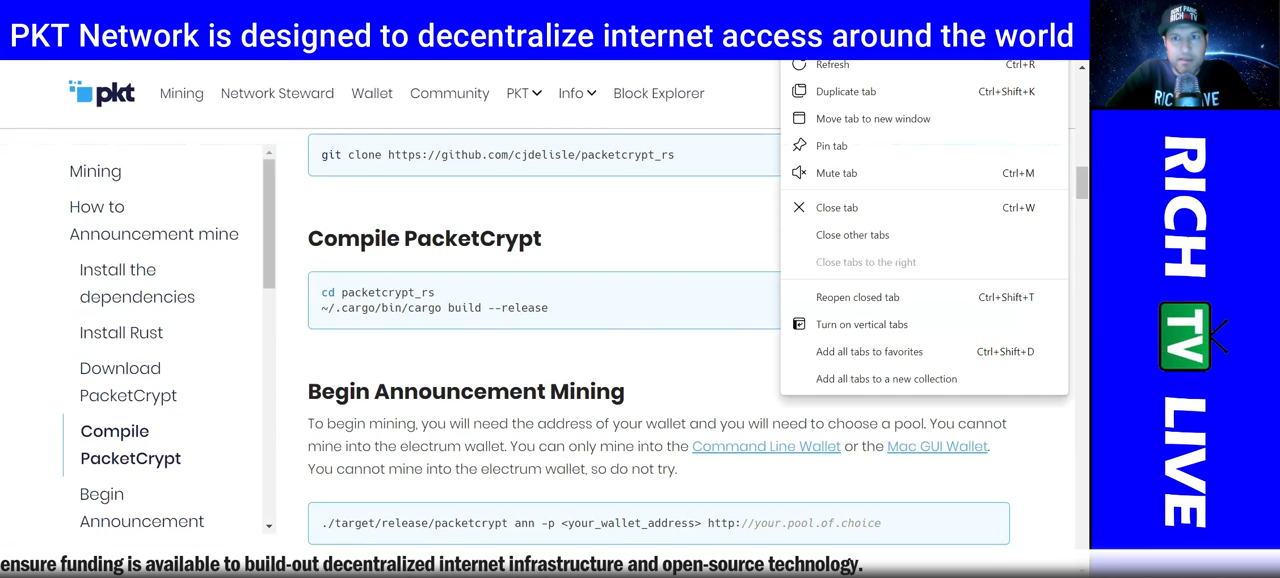 PKT Network is designed to decentralize internet access around the world
pkt
Mining Network Steward Wallet Community PKT Info Block Explorer
Mining
How to
Announcement mine
Install the
dependencies
Install Rust
Download
PacketCrypt
Compile
PacketCrypt
Begin
Announcement
git clone https://github.com/cjdelisle/packetcrypt_rs
Compile PacketCrypt
cd packetcrypt_rs
~/.cargo/bin/cargo build --release
Begin Announcement Mining
To begin mining, you will need the address of your wallet and you will need to choose a pool. You cannot
mine into the electrum wallet. You can only mine into the Command Line Wallet or the Mac GUI Wallet.
You cannot mine into the electrum wallet, so do not try.
./target/release/packetcrypt ann -p <your_wallet_address> http://your.pool.of.choice
Refresh Ctrl+R
Duplicate tab Ctrl+Shift+K
Move tab to new window
Pin tab
Mute tab Ctrl+M
Close tab Ctrl+W
Close other tabs
Close tabs to the right
Reopen closed tab Ctrl+Shift+T
Turn on vertical tabs
Add all tabs to favorites Ctrl+Shift+D
Add all tabs to a new collection
RICH TV LIVE
ensure funding is available to build-out decentralized internet infrastructure and open-source technology.